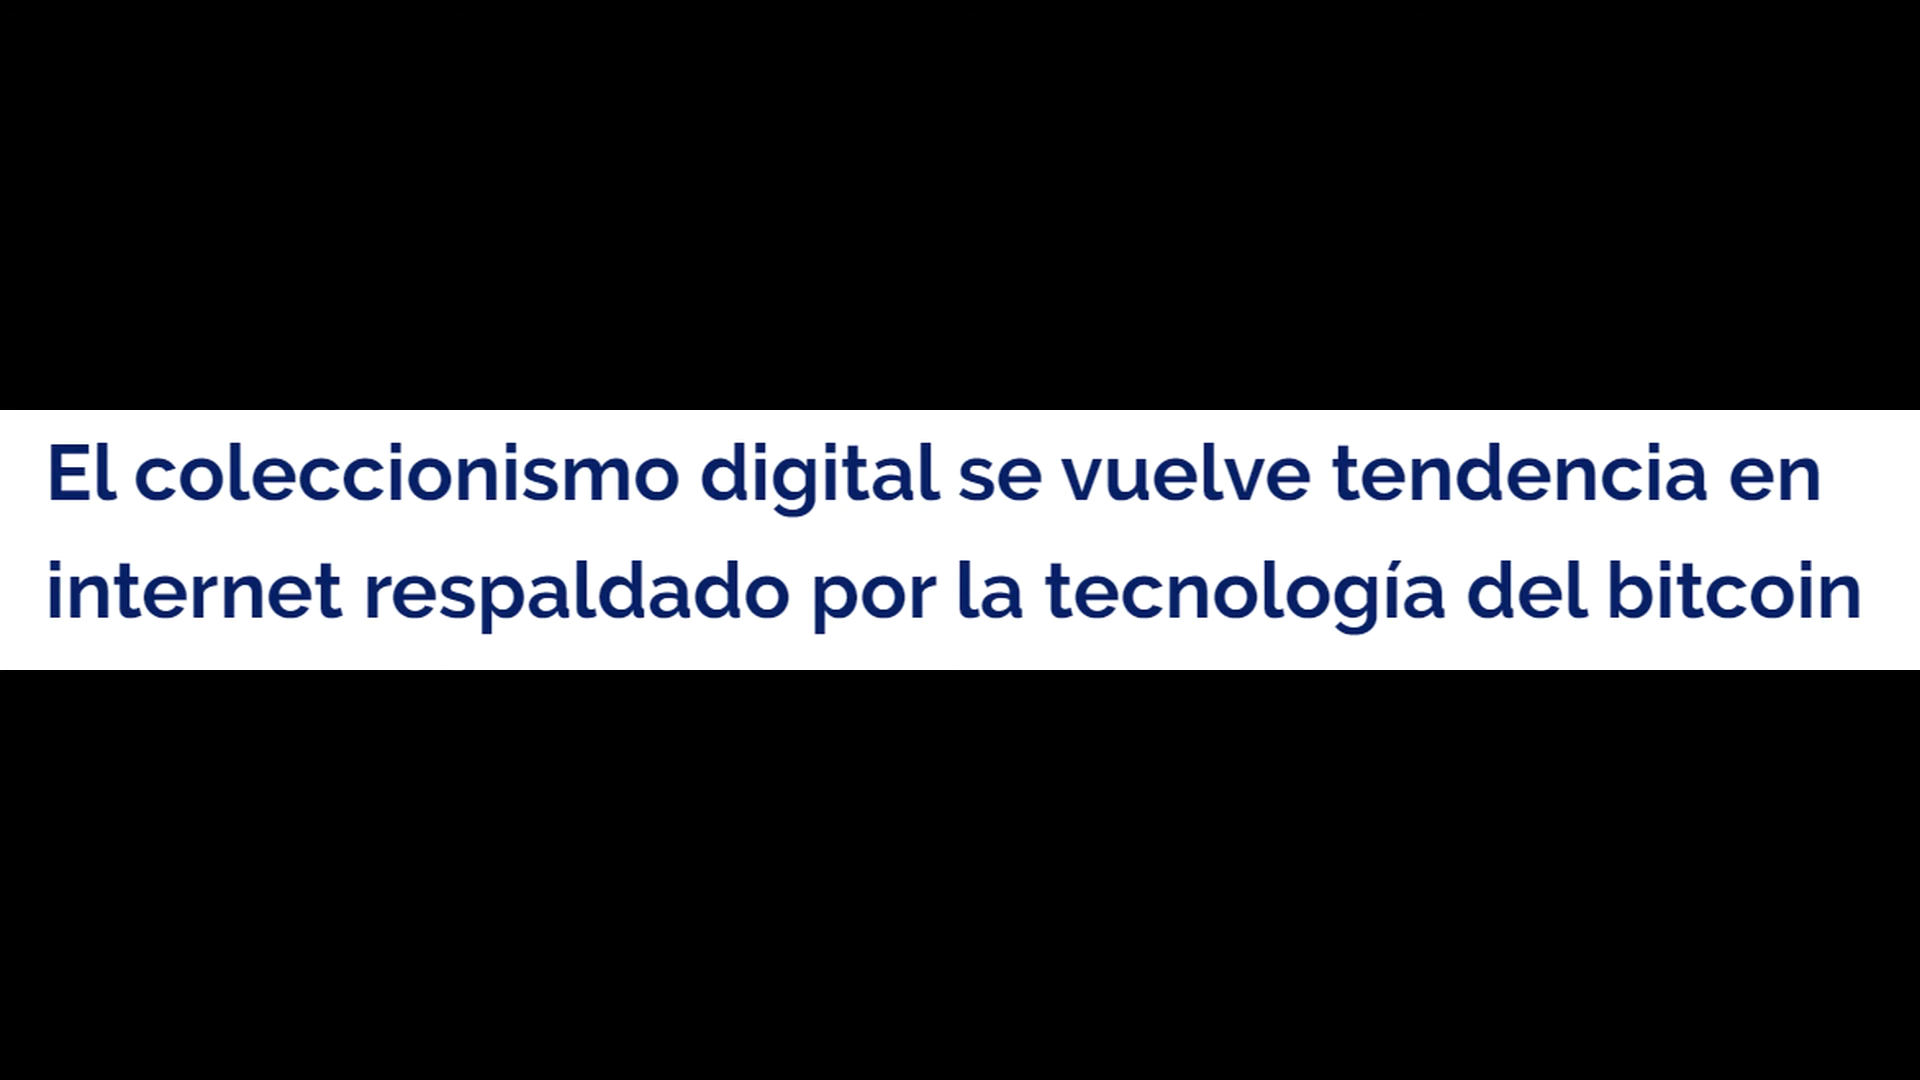 El coleccionismo digital se vuelve tendencia en
internet respaldado por la tecnología del bitcoin